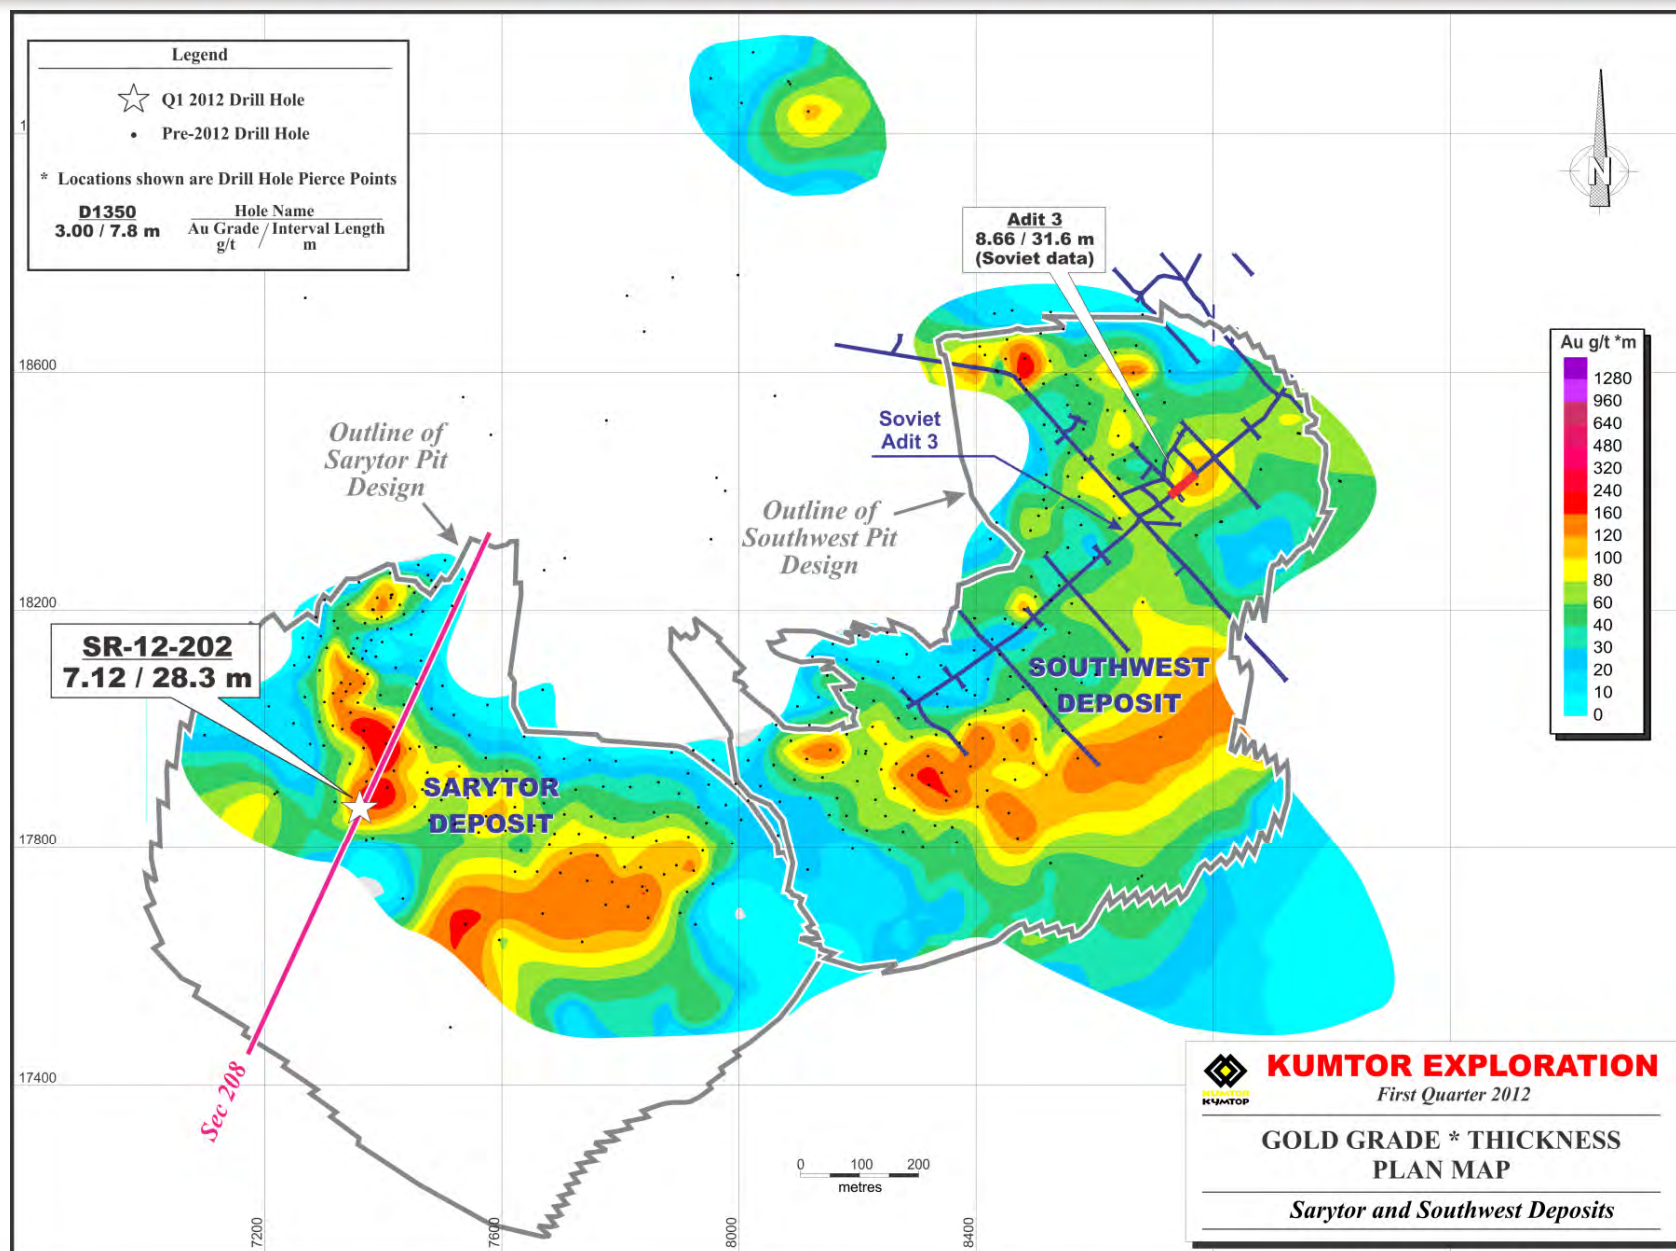 Legend
Q1 2012 Drill Hole
Pre-2012 Drill Hole
* Locations shown are Drill Hole Pierce Points
D1350
3.00 / 7.8 m
Hole Name
Au Grade / Interval Length
g/t m
Adit 3
8.66 / 31.6 m
(Soviet data)
N
18600
Au g/t *m
1280
960
640
480
320
240
160
120
100
80
60
40
30
20
10
0
Outline of
Sarytor Pit
Design
Soviet
Adit 3
Outline of
Southwest Pit
Design
18200
SR-12-202
7.12 / 28.3 m
SOUTHWEST
DEPOSIT
SARYTOR
DEPOSIT
17800
17400
Sec 208
0 100 200
metres
7200
7600
8000
8400
KUMTOR
КУМТОР
KUMTOR EXPLORATION
First Quarter 2012
GOLD GRADE * THICKNESS
PLAN MAP
Sarytor and Southwest Deposits